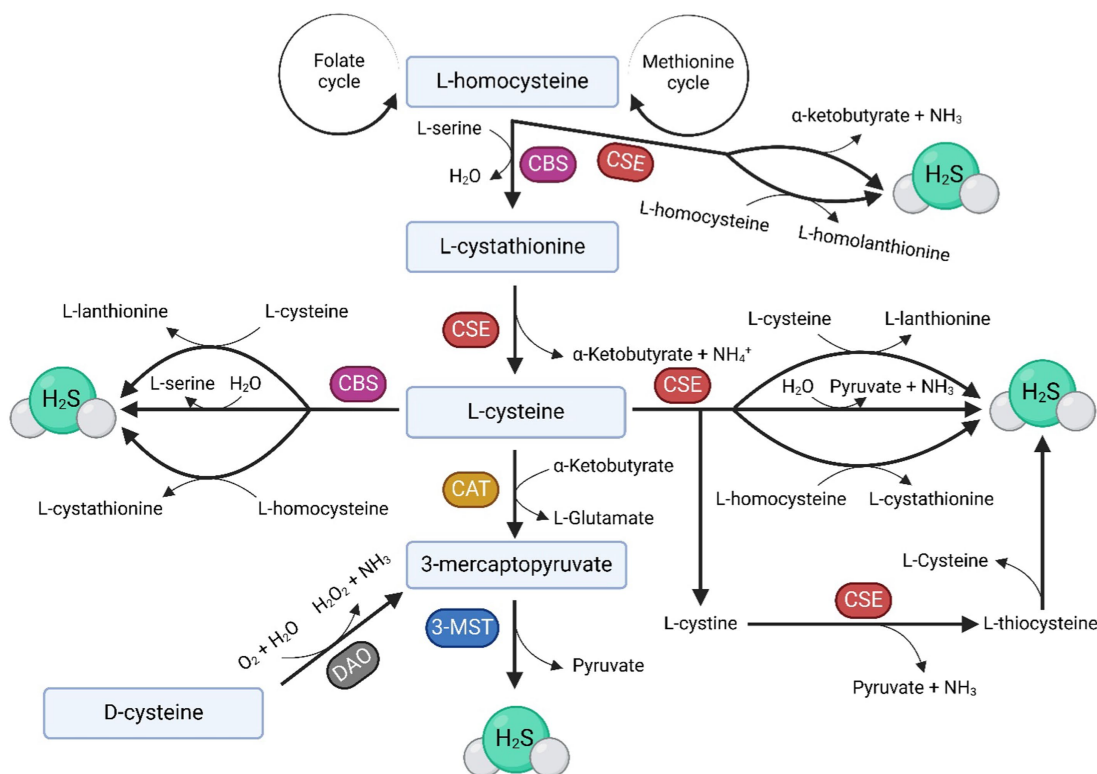 Folate
cycle
L-homocysteine
Methionine
cycle
L-serine
H₂O
CBS
CSE
α-ketobutyrate + NH₃
H₂S
L-homocysteine
L-homolanthionine
L-cystathionine
CSE
α-Ketobutyrate + NH₄⁺
L-lanthionine
L-cysteine
L-serine
H₂O
H₂S
CBS
L-cystathionine
L-homocysteine
L-cysteine
CSE
L-cysteine
L-lanthionine
H₂O
Pyruvate + NH₃
H₂S
L-homocysteine
L-cystathionine
CAT
α-Ketobutyrate
L-Glutamate
3-mercaptopyruvate
O₂ + H₂O
H₂O₂ + NH₃
DAO
D-cysteine
3-MST
Pyruvate
H₂S
L-cystine
CSE
Pyruvate + NH₃
L-thiocysteine
L-Cysteine